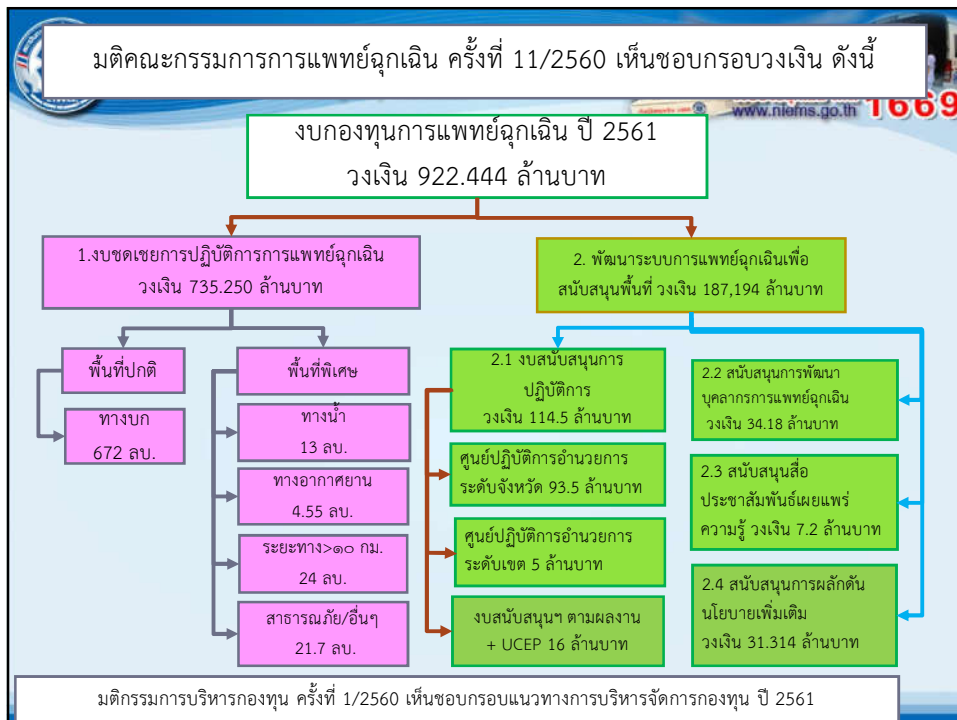 มติคณะกรรมการการแพทย์ฉุกเฉิน ครั้งที่ 11/2560 เห็นชอบกรอบวงเงิน ดังนี้
www.niems.go.th 1669
งบกองทุนการแพทย์ฉุกเฉิน ปี 2561
วงเงิน 922.444 ล้านบาท
1.งบชดเชยการปฏิบัติการการแพทย์ฉุกเฉิน
วงเงิน 735.250 ล้านบาท
พื้นที่ปกติ
ทางบก
672 ลบ.
พื้นที่พิเศษ
ทางน้ำ
13 ลบ.
ทางอากาศยาน
4.55 ลบ.
ระยะทาง>๑๐ กม.
24 ลบ.
สาธารณภัย/อื่นๆ
21.7 ลบ.
2. พัฒนาระบบการแพทย์ฉุกเฉินเพื่อ
สนับสนุนพื้นที่ วงเงิน 187,194 ล้านบาท
2.1 งบสนับสนุนการ
ปฏิบัติการ
วงเงิน 114.5 ล้านบาท
ศูนย์ปฏิบัติการอำนวยการ
ระดับจังหวัด 93.5 ล้านบาท
ศูนย์ปฏิบัติการอำนวยการ
ระดับเขต 5 ล้านบาท
งบสนับสนุนฯ ตามผลงาน
+ UCEP 16 ล้านบาท
2.2 สนับสนุนการพัฒนา
บุคลากรการแพทย์ฉุกเฉิน
วงเงิน 34.18 ล้านบาท
2.3 สนับสนุนสื่อ
ประชาสัมพันธ์เผยแพร่
ความรู้ วงเงิน 7.2 ล้านบาท
2.4 สนับสนุนการผลักดัน
นโยบายเพิ่มเติม
วงเงิน 31.314 ล้านบาท
มติกรรมการบริหารกองทุน ครั้งที่ 1/2560 เห็นชอบกรอบแนวทางการบริหารจัดการกองทุน ปี 2561